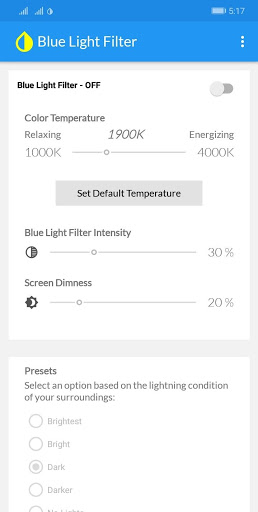 5:17
Blue Light Filter
Blue Light Filter - OFF
Color Temperature
Relaxing 1900K Energizing
1000K 4000K
Set Default Temperature
Blue Light Filter Intensity
30 %
Screen Dimness
20 %
Presets
Select an option based on the lightning condition
of your surroundings:
Brightest
Bright
Dark
Darker
No Lights